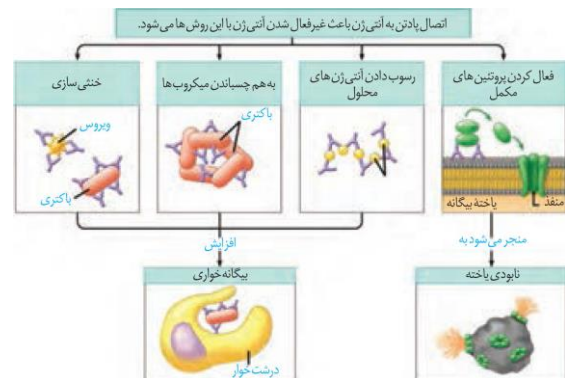 اتصال پادتن به آنتی‌ژن باعث غیرفعال شدن آنتی‌ژن با این روش‌ها می‌شود.
فعال کردن پروتئین های
مکمل
رسوب دادن آنتی‌ژن های
محلول
به هم چسباندن میکروب ها
خنثی سازی
ویروس
باکتری
باکتری
منفذ
یاختهٔ بیگانه
افزایش
منجر می‌شود به
بیگانه خواری
نابودی یاخته
درشت خوار